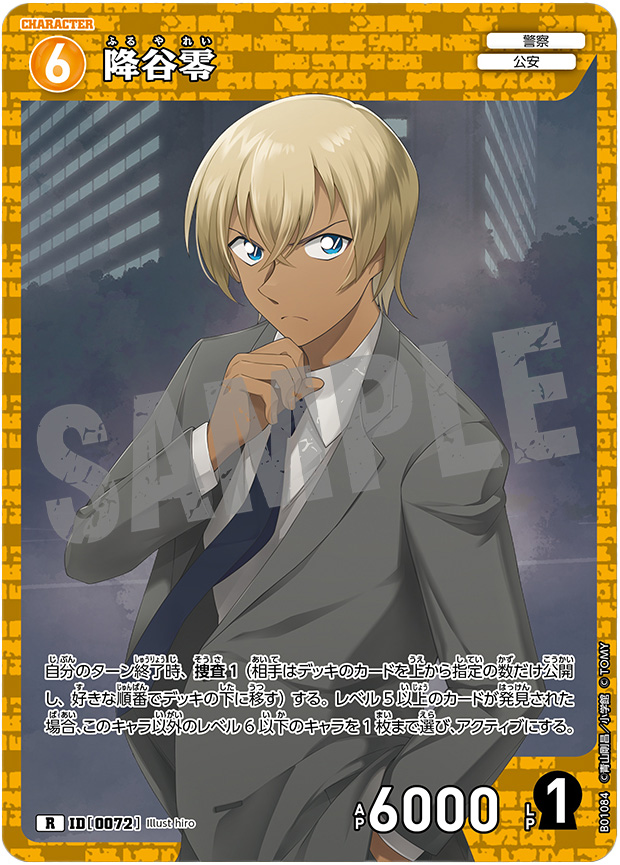 CHARACTER
6
ふるやれい
降谷零
警察
公安
SAMPLE
自分のターン終了時、捜査1（相手はデッキのカードを上から指定の数だけ公開
し、好きな順番でデッキの下に移す）する。レベル5以上のカードが発見された
場合、このキャラ以外のレベル6以下のキャラを1枚まで選び、アクティブにする。
R ID[0072] Illust hiro
AP 6000
LP 1
B01084 ©青山剛昌／小学館 © TOMY